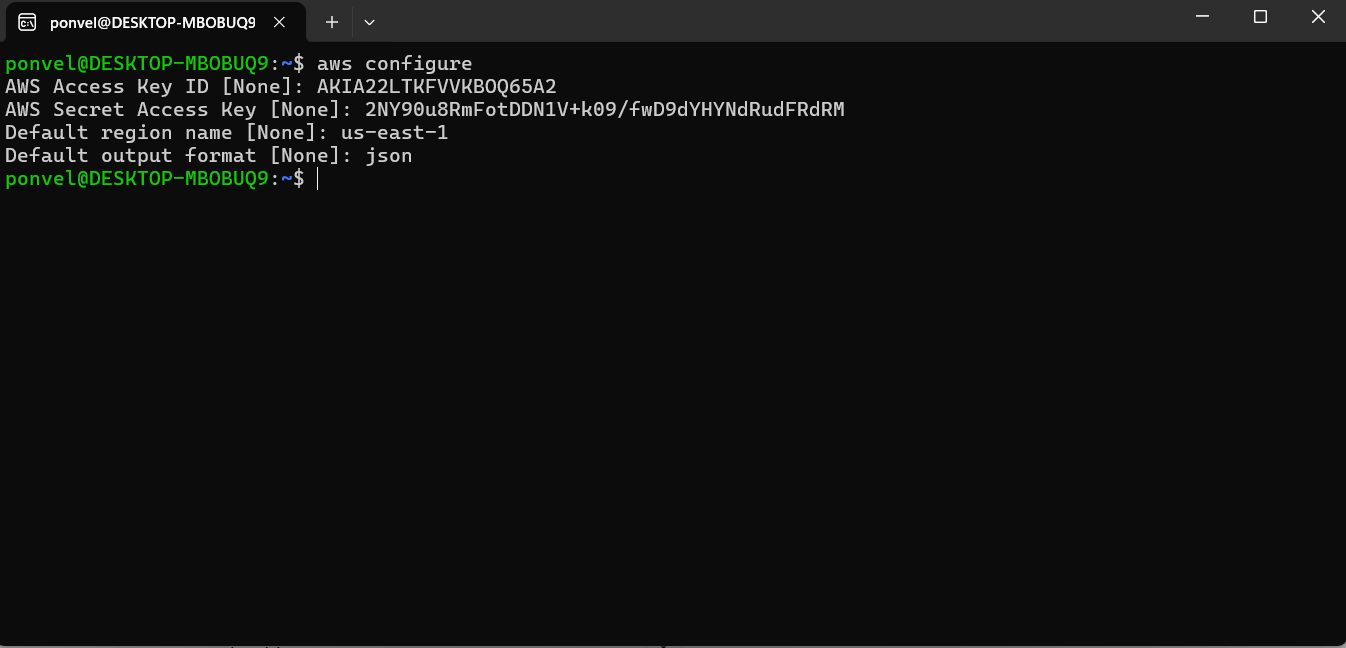 ponvel@DESKTOP-MBOBUQ9
ponvel@DESKTOP-MBOBUQ9:~$ aws configure
AWS Access Key ID [None]: AKIA22LTKFVVKBOQ65A2
AWS Secret Access Key [None]: 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
Default region name [None]: us-east-1
Default output format [None]: json
ponvel@DESKTOP-MBOBUQ9:~$